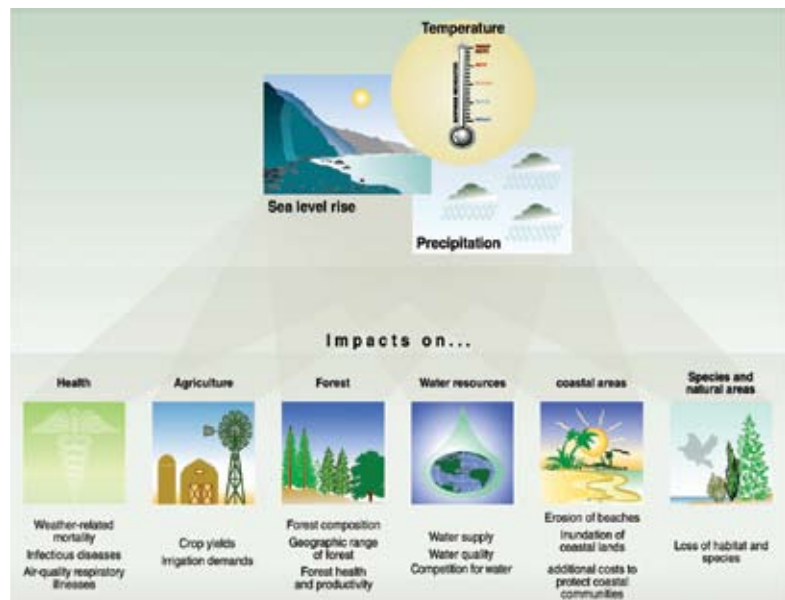 Temperature
Sea level rise
Precipitation
Impacts on...
Health
Agriculture
Forest
Water resources
coastal areas
Species and
natural areas
Weather-related
mortality
Infectious diseases
Air-quality respiratory
illnesses
Crop yields
Irrigation demands
Forest composition
Geographic range
of forest
Forest health
and productivity
Water supply
Water quality
Competition for water
Erosion of beaches
Inundation of
coastal lands
additional costs to
protect coastal
communities
Loss of habitat and
species